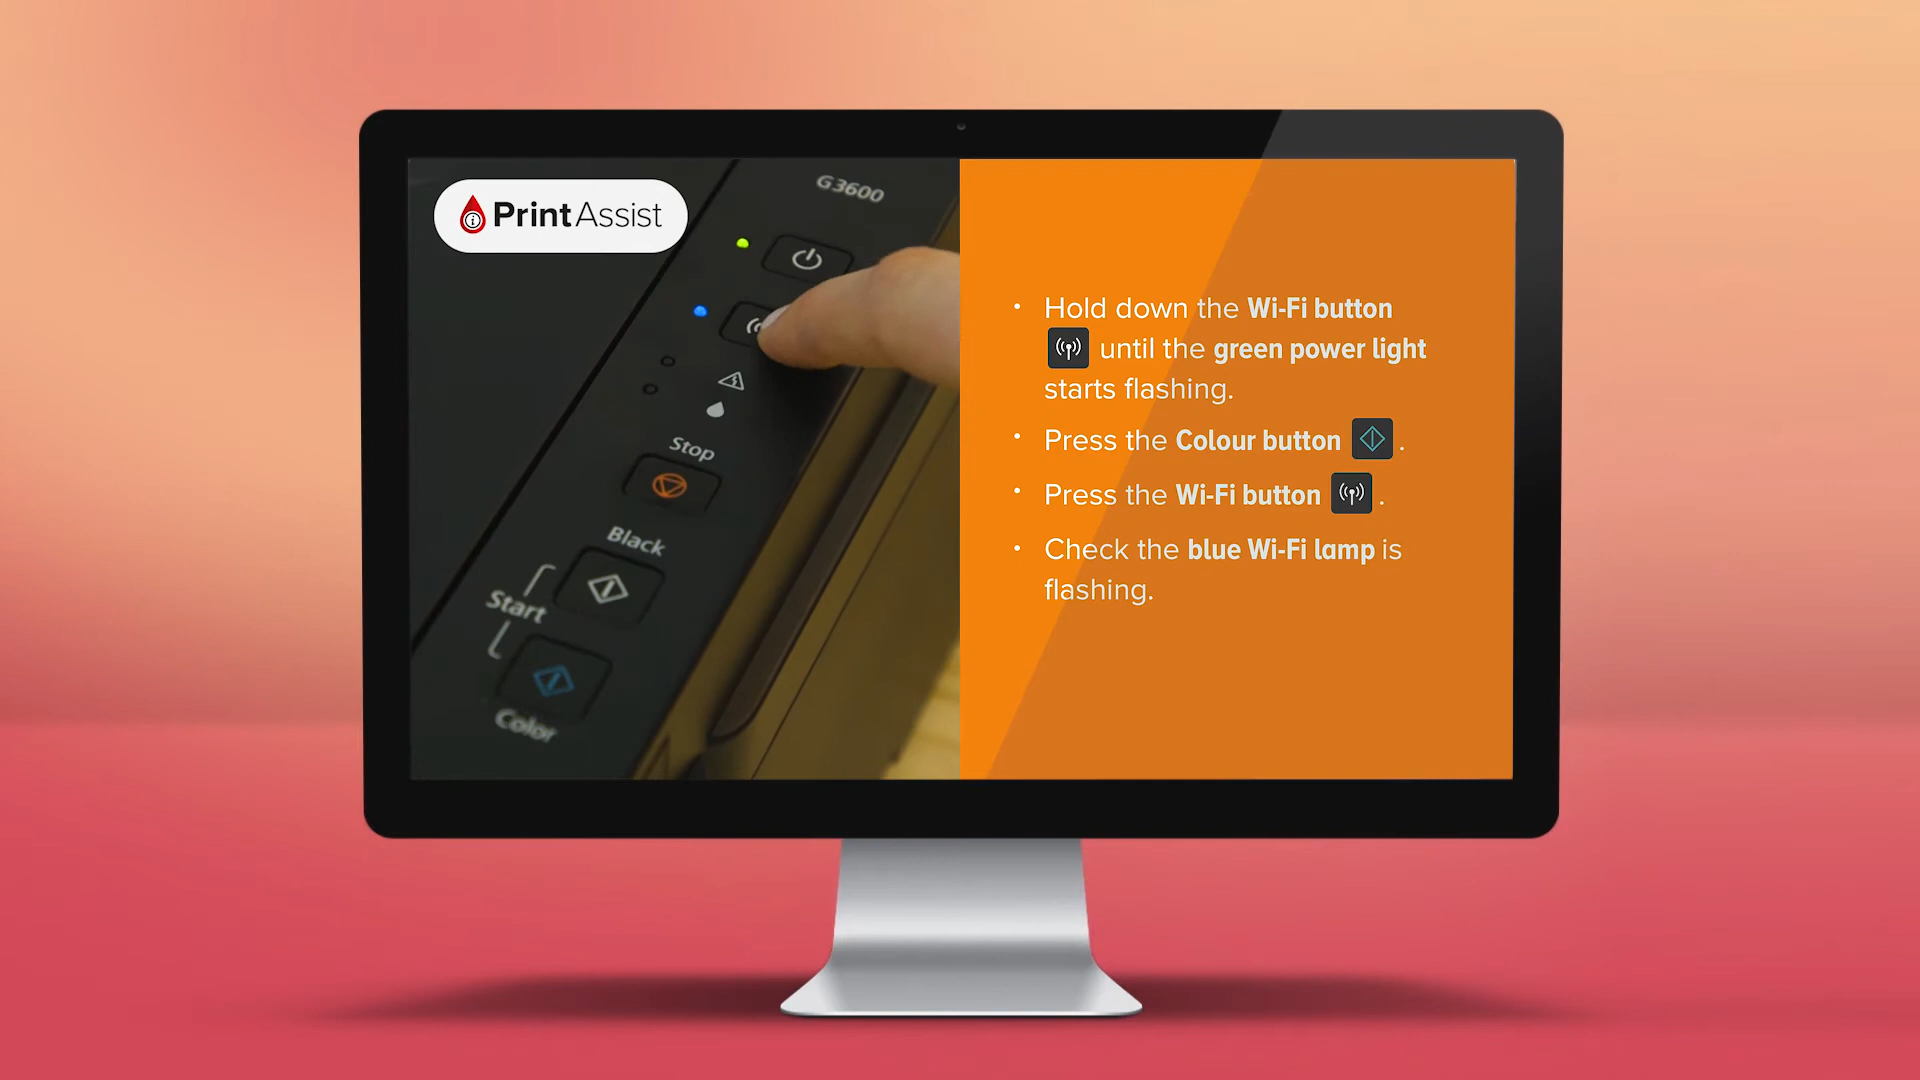 PrintAssist
G3600
Stop
Black
Start
Color
• Hold down the Wi-Fi button
until the green power light
starts flashing.
• Press the Colour button .
• Press the Wi-Fi button .
• Check the blue Wi-Fi lamp is
flashing.